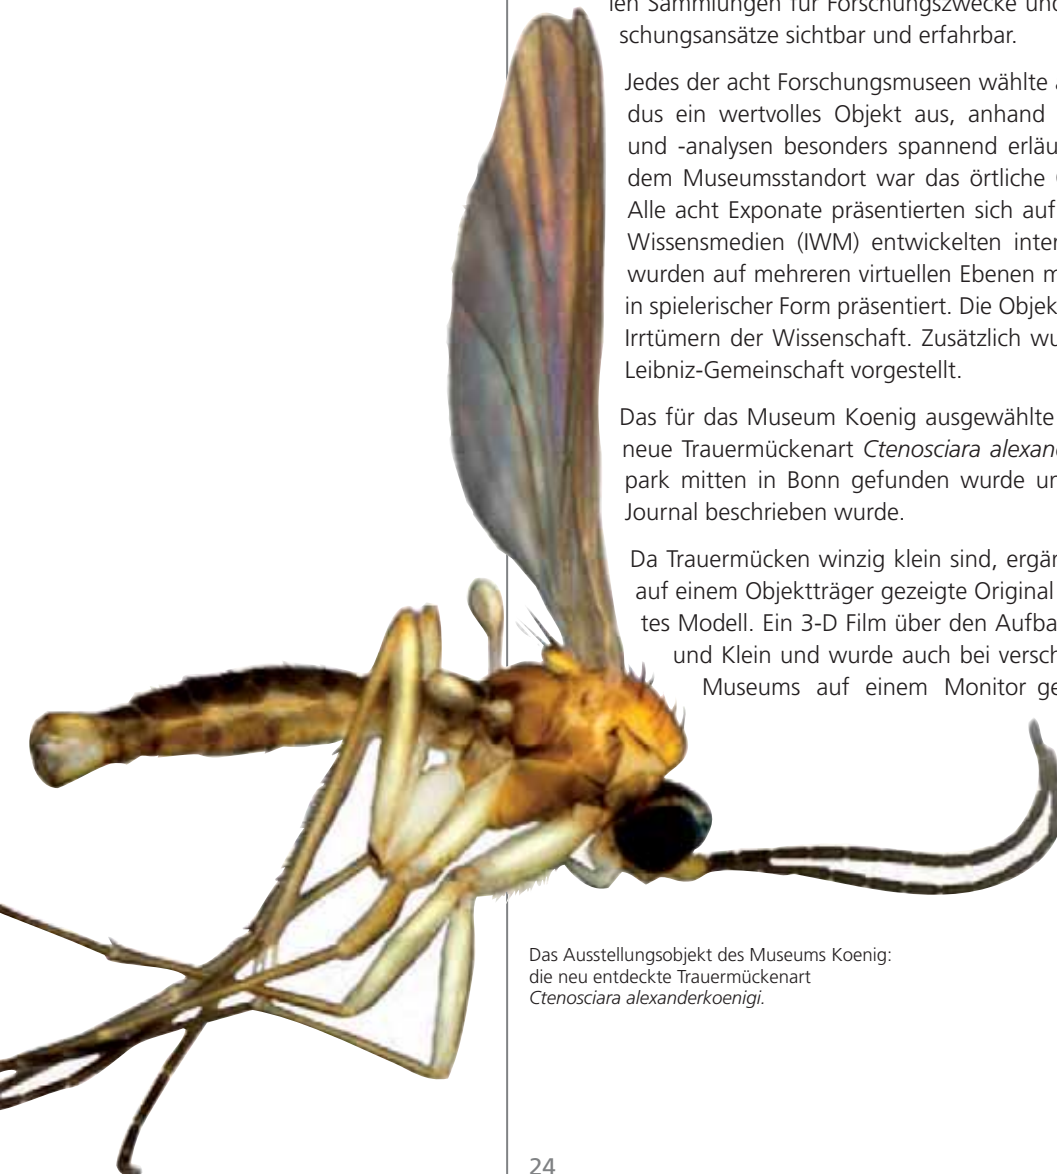 len Sammlungen für Forschungszwecke und
schungsansätze sichtbar und erfahrbar.
Jedes der acht Forschungsmuseen wählte
dus ein wertvolles Objekt aus, anhand
und -analysen besonders spannend erläu
dem Museumsstandort war das örtliche
Alle acht Exponate präsentierten sich auf
Wissensmedien (IWM) entwickelten inter
wurden auf mehreren virtuellen Ebenen m
in spielerischer Form präsentiert. Die Objek
Irrtümern der Wissenschaft. Zusätzlich wu
Leibniz-Gemeinschaft vorgestellt.
Das für das Museum Koenig ausgewählte
neue Trauermückenart Ctenosciara alexan
park mitten in Bonn gefunden wurde un
Journal beschrieben wurde.
Da Trauermücken winzig klein sind, ergän
auf einem Objektträger gezeigte Original
tes Modell. Ein 3-D Film über den Aufba
und Klein und wurde auch bei versch
Museums auf einem Monitor ge
Das Ausstellungsobjekt des Museums Koenig:
die neu entdeckte Trauermückenart
Ctenosciara alexanderkoenigi.
24